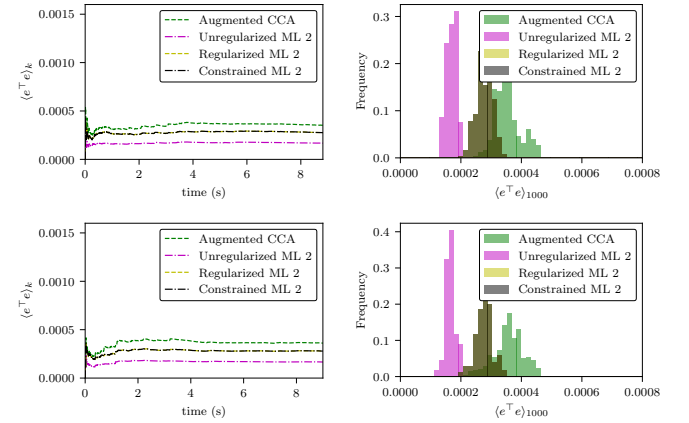 0.0015
0.0010
0.0005
0.0000
⟨e⊤e⟩k
Augmented CCA
Unregularized ML 2
Regularized ML 2
Constrained ML 2
0 2 4 6 8
time (s)
0.3
0.2
0.1
0.0
Frequency
Augmented CCA
Unregularized ML 2
Regularized ML 2
Constrained ML 2
0.0000 0.0002 0.0004 0.0006 0.0008
⟨e⊤e⟩1000
0.0015
0.0010
0.0005
0.0000
⟨e⊤e⟩k
Augmented CCA
Unregularized ML 2
Regularized ML 2
Constrained ML 2
0 2 4 6 8
time (s)
0.4
0.3
0.2
0.1
0.0
Frequency
Augmented CCA
Unregularized ML 2
Regularized ML 2
Constrained ML 2
0.0000 0.0002 0.0004 0.0006 0.0008
⟨e⊤e⟩1000